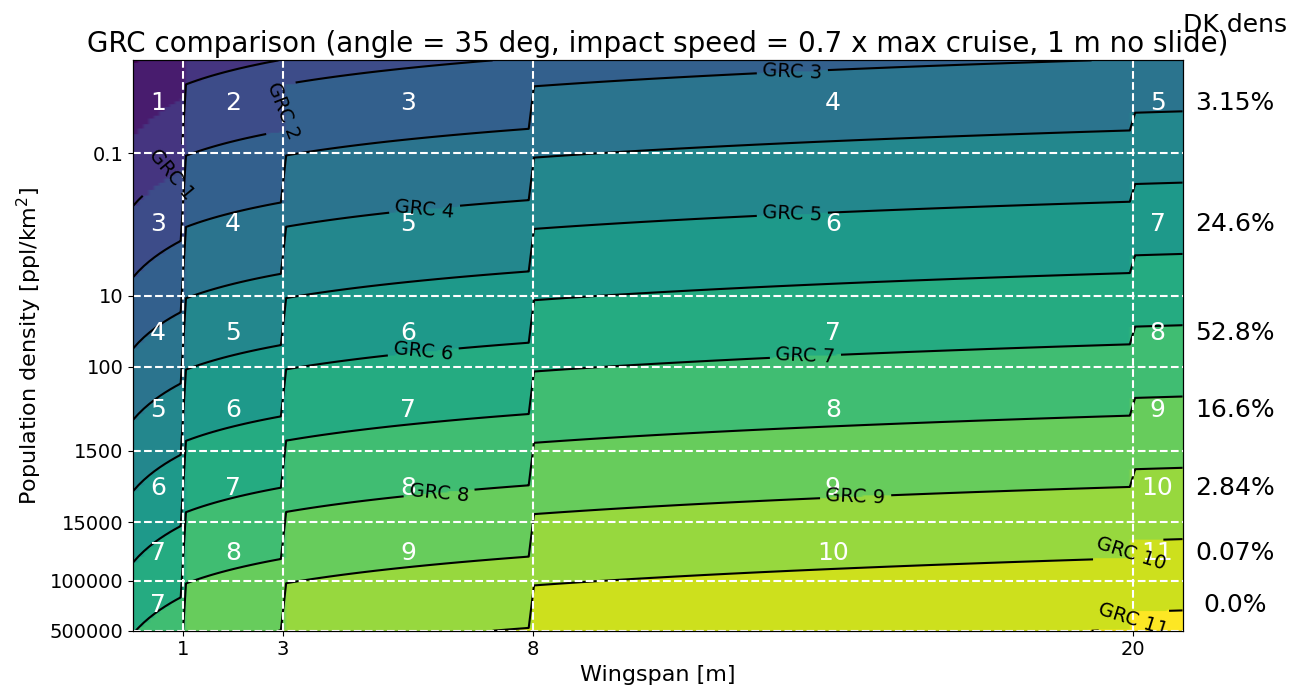 DK dens
GRC comparison (angle = 35 deg, impact speed = 0.7 x max cruise, 1 m no slide)
GRC 3
1 2 3 4 5 3.15%
GRC 2
0.1
GRC 1
GRC 4
GRC 5
3 4 5 6 7 24.6%
10
4 5 6 7 8 52.8%
GRC 6
GRC 7
100
5 6 7 8 9 16.6%
1500
6 7 8 9 10 2.84%
GRC 8
GRC 9
15000
7 8 9 10 11 0.07%
GRC 10
100000
7 0.0%
GRC 11
500000
1 3 8 20
Wingspan [m]
Population density [ppl/km²]